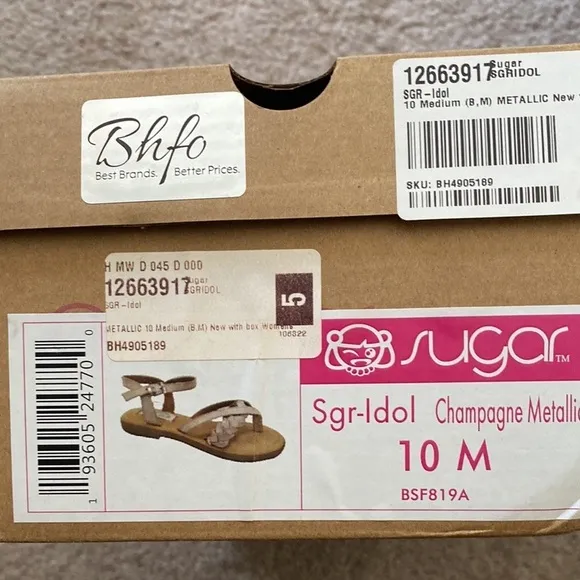 Bhfo
Best Brands. Better Prices.
12663917 Sugar
SGRIDOL
SGR-Idol
10 Medium (B,M) METALLIC New
SKU: BH4905189
H MW D 045 D 000
12663917 Sugar
SGRIDOL
SGR-Idol
METALLIC 10 Medium (B,M) New with box Womens
106322
BH4905189
5
1 93605 24770 0
sugar TM
Sgr-Idol Champagne Metallic
10 M
BSF819A